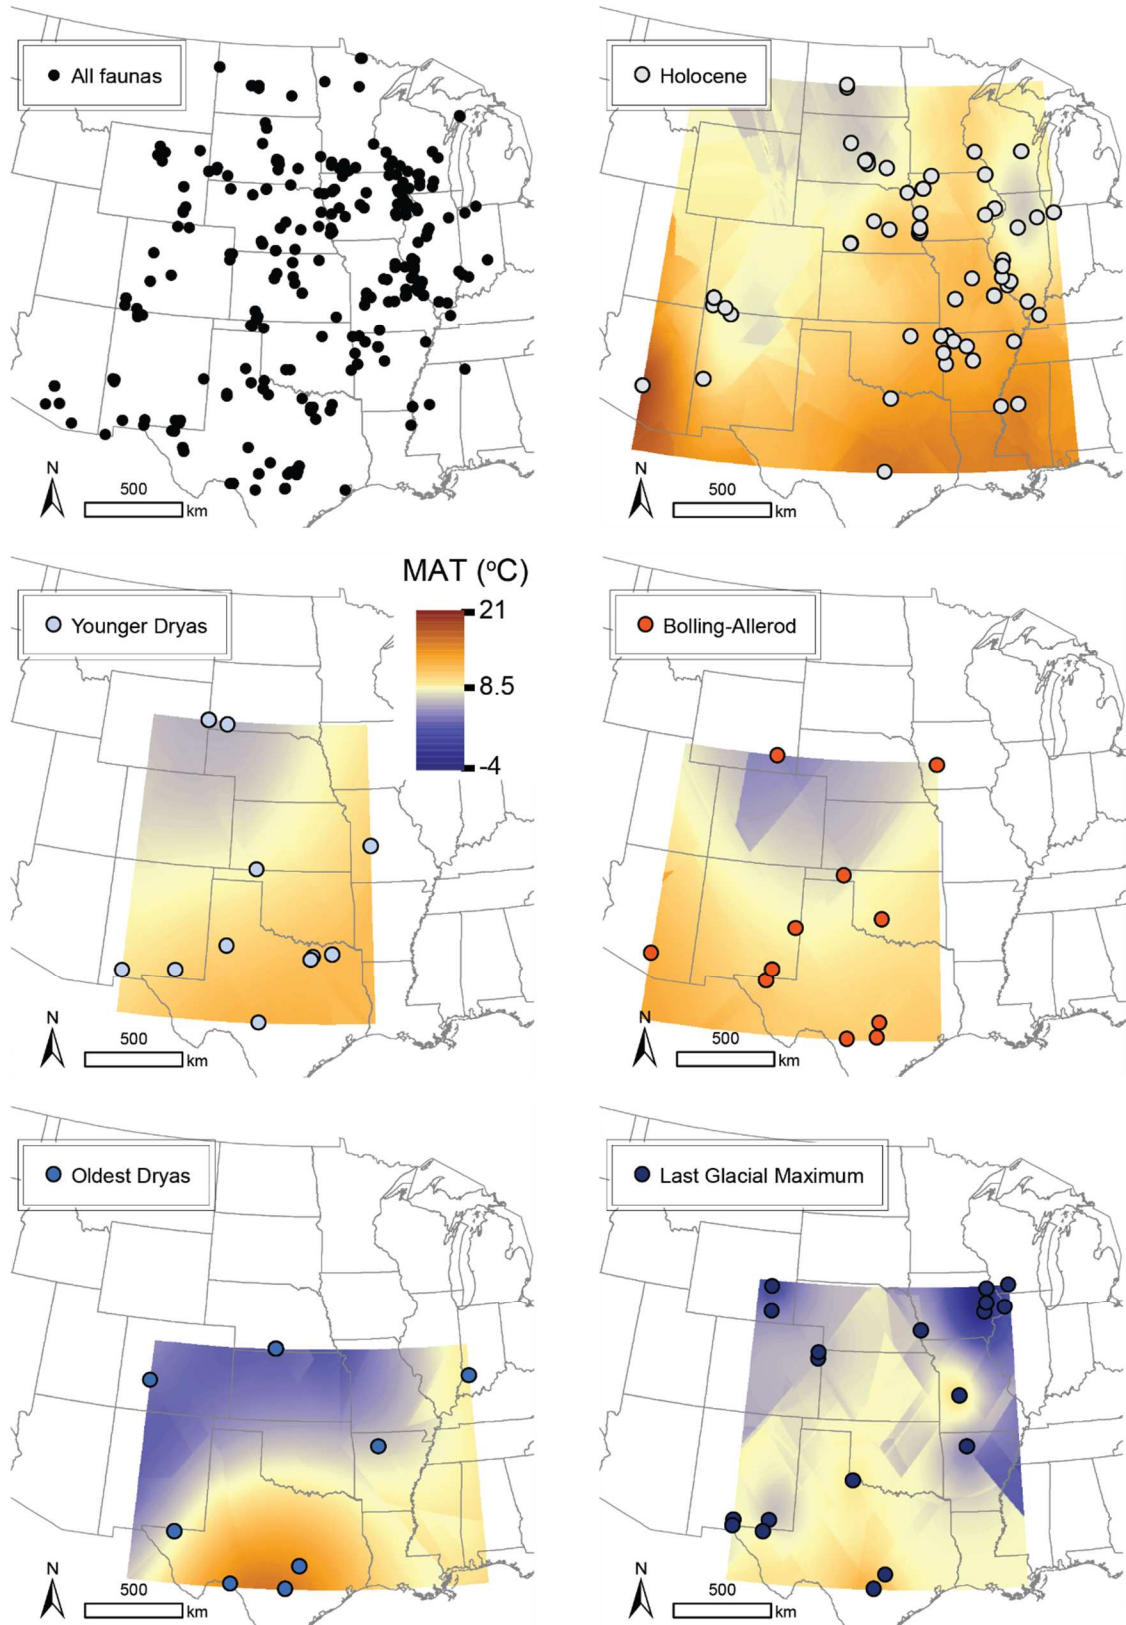 All faunas
N
500
km
Holocene
N
500
km
Younger Dryas
MAT (°C)
21
8.5
-4
N
500
km
Bolling-Allerod
N
500
km
Oldest Dryas
N
500
km
Last Glacial Maximum
N
500
km